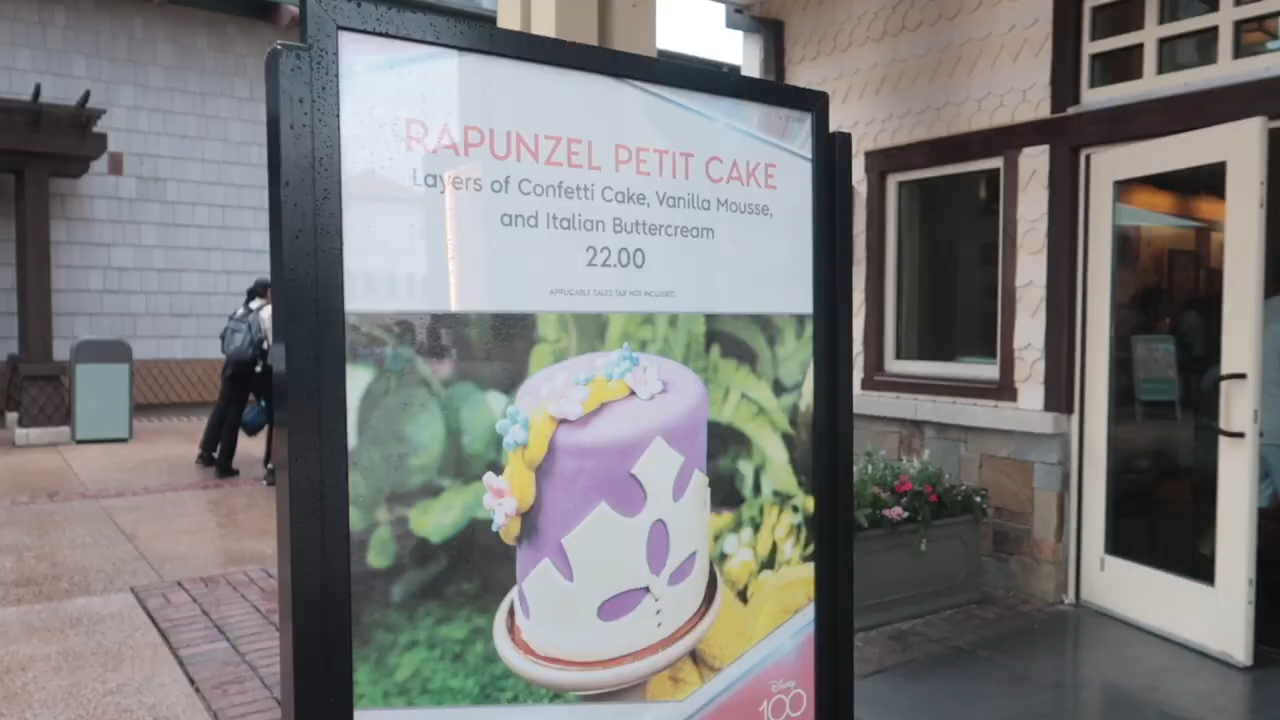 RAPUNZEL PETIT CAKE
Layers of Confetti Cake, Vanilla Mousse,
and Italian Buttercream
22.00
APPLICABLE SALES TAX NOT INCLUDED.
Disney
100